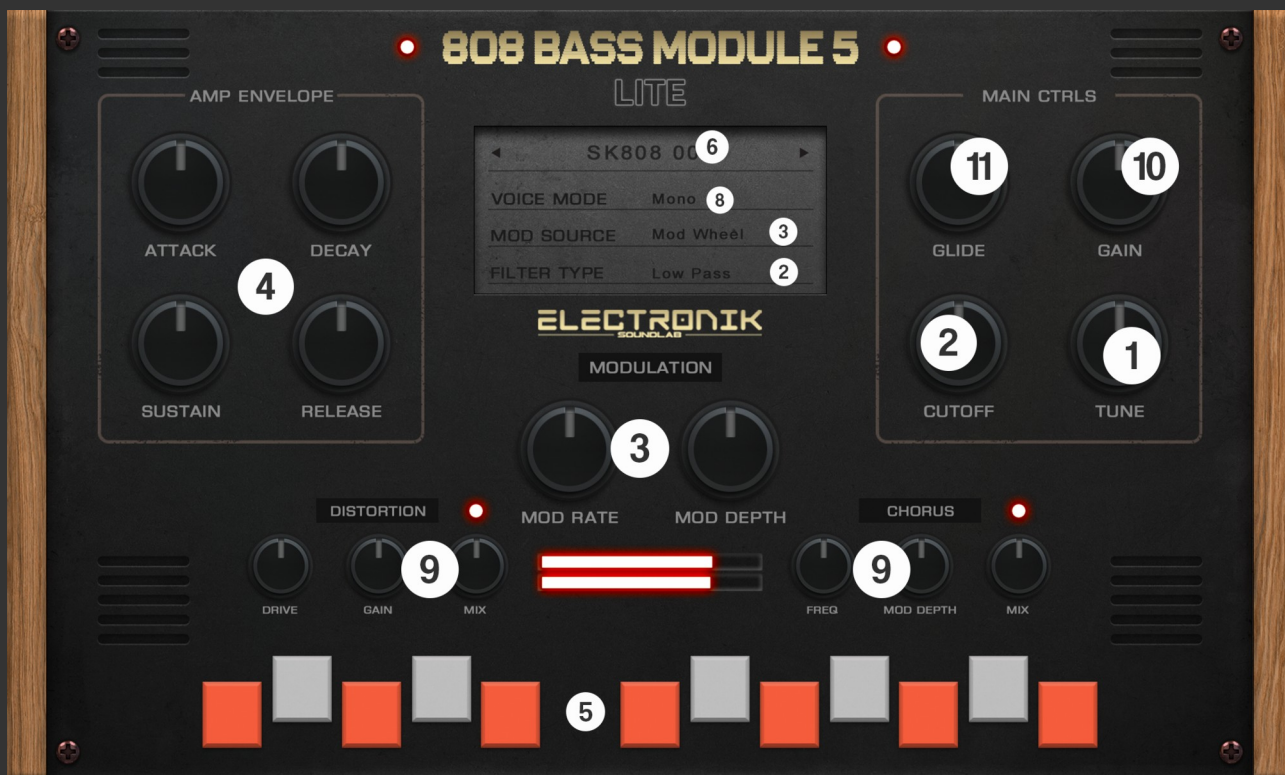 808 BASS MODULE 5
LITE
AMP ENVELOPE
ATTACK
DECAY
4
SUSTAIN
RELEASE
SK808 00 6
VOICE MODE Mono 8
MOD SOURCE Mod Wheel 3
FILTER TYPE Low Pass 2
ELECTRONIK
SOUNDLAB
MAIN CTRLS
11
10
GLIDE
GAIN
2
1
CUTOFF
TUNE
MODULATION
3
MOD RATE
MOD DEPTH
DISTORTION
9
DRIVE
GAIN
MIX
CHORUS
9
FREQ
MOD DEPTH
MIX
5